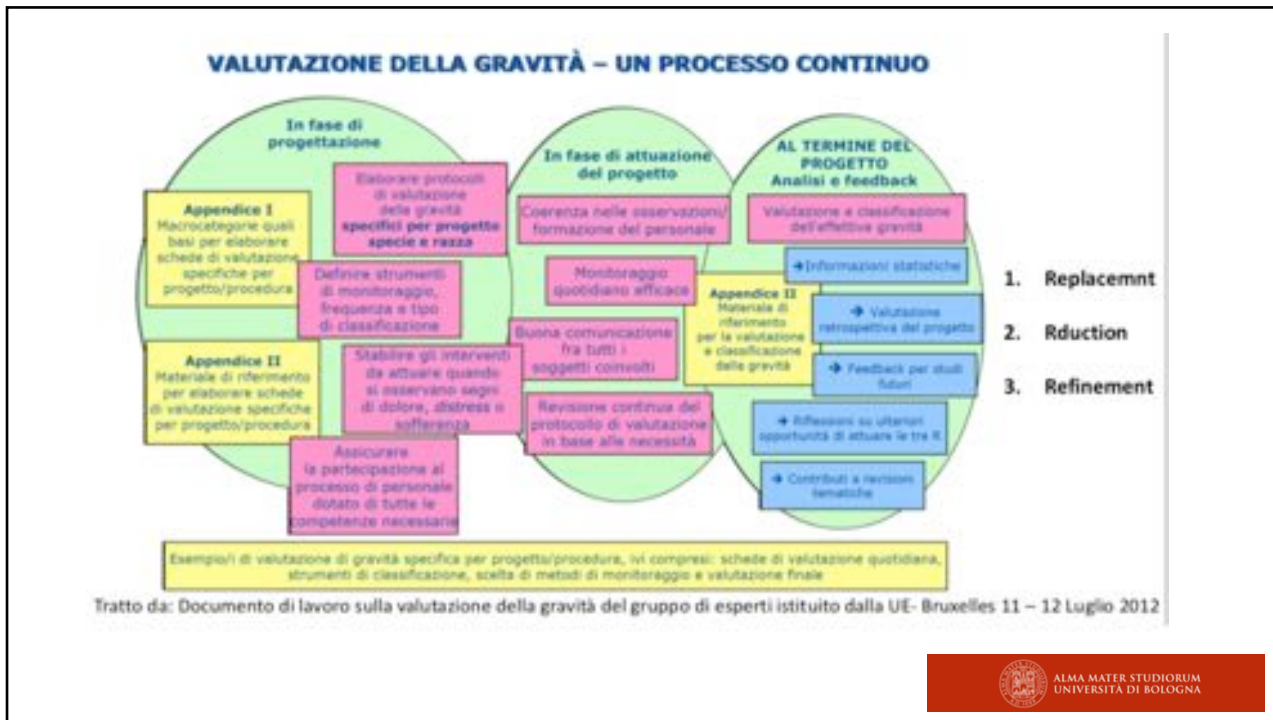 VALUTAZIONE DELLA GRAVITÀ – UN PROCESSO CONTINUO
In fase di
progettazione
Elaborare protocoli
di valutazione
della gravità
specifici per progetto
specie e razza
Appendice I
Macrocategorie quali
basi per elaborare
schede di valutazione
specifiche per
progetto/procedura
Definire strumenti
di monitoraggio,
frequenza e tipo
di classificazione
Appendice II
Materiale di riferimento
per elaborare schede
di valutazione specifiche
per progetto/procedura
Stabilire gli interventi
da attuare quando
si osservano segni
di dolore, distress o
sofferenza
Assicurare
la partecipazione al
processo di personale
dotato di tutte le
competenze necessarie
In fase di attuazione
del progetto
Coerenza nelle osservazioni/
formazione del personale
Monitoraggio
quotidiano efficace
Buona comunicazione
fra tutti i
soggetti coinvolti
Revisione continua del
protocollo di valutazione
in base alle necessità
AL TERMINE DEL
PROGETTO
Analisi e feedback
Valutazione e classificazione
dell'effettiva gravità
Appendice II
Materiale di
riferimento
per la valutazione
e classificazione
della gravità
→Informazioni statistiche
→ Valutazione
retrospettiva del progetto
→ Feedback per studi
futuri
→ Riflessioni su ulteriori
opportunità di attuare le tre R
→ Contributi a revisioni
tematiche
1. Replacemnt
2. Rduction
3. Refinement
Esempio/i di valutazione di gravità specifica per progetto/procedura, ivi compresi: schede di valutazione quotidiana,
strumenti di classificazione, scelta di metodi di monitoraggio e valutazione finale
Tratto da: Documento di lavoro sulla valutazione della gravità del gruppo di esperti istituito dalla UE- Bruxelles 11 – 12 Luglio 2012
ALMA MATER STUDIORUM
UNIVERSITÀ DI BOLOGNA